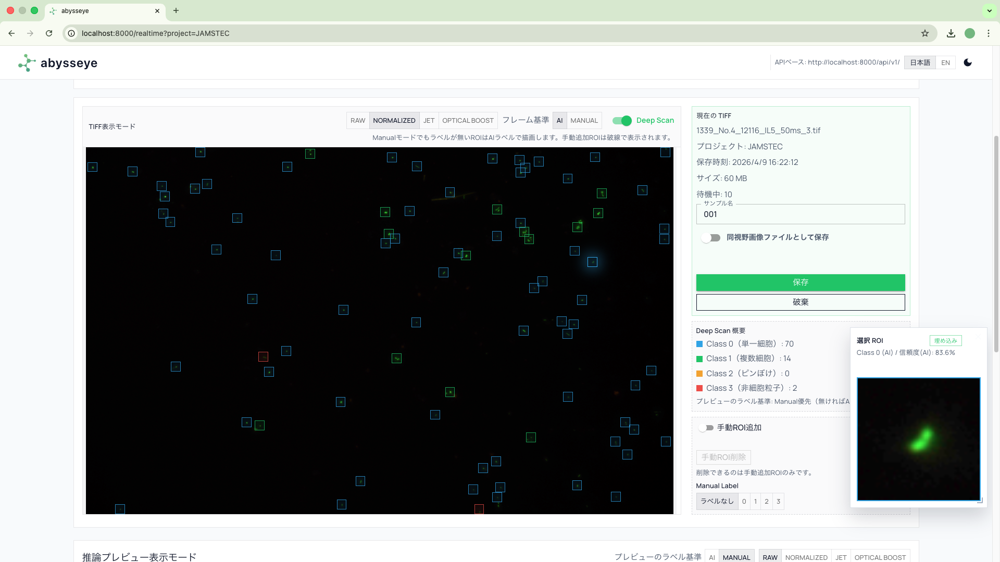 abysseye
localhost:8000/realtime?project=JAMSTEC
abysseye
APIベース: http://localhost:8000/api/v1/
日本語 EN
TIFF表示モード
RAW NORMALIZED JET OPTICAL BOOST フレーム基準 AI MANUAL Deep Scan
Manualモードでもラベルが無いROIはAIラベルで描画します。手動追加ROIは破線で表示されます。
現在の TIFF
1339_No.4_12116_IL5_50ms_3.tif
プロジェクト: JAMSTEC
保存時刻: 2026/4/9 16:22:12
サイズ: 60 MB
待機中: 10
サンプル名
001
同視野画像ファイルとして保存
保存
破棄
Deep Scan 概要
Class 0（単一細胞）: 70
Class 1（複数細胞）: 14
Class 2（ピンぼけ）: 0
Class 3（非細胞粒子）: 2
プレビューのラベル基準: Manual優先（無ければA
手動ROI追加
手動ROI削除
削除できるのは手動追加ROIのみです。
Manual Label
ラベルなし 0 1 2 3
選択 ROI 埋め込み
Class 0 (AI) / 信頼度(AI): 83.6%
推論プレビュー表示モード
プレビューのラベル基準 AI MANUAL RAW NORMALIZED JET OPTICAL BOOST